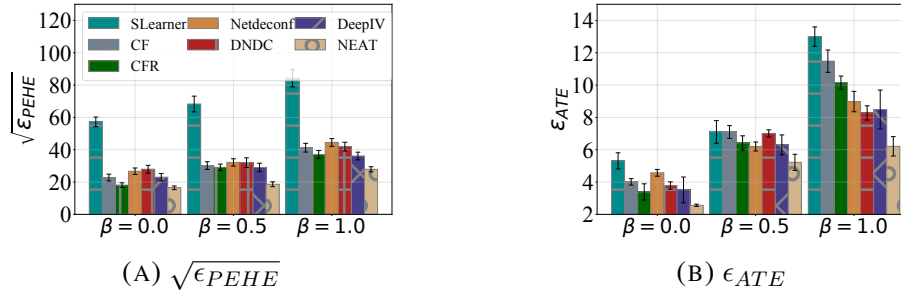 120
100
80
60
40
20
0
√ε_PEHE
SLearner
CF
CFR
Netdeconf
DNDC
DeepIV
NEAT
β = 0.0
β = 0.5
β = 1.0
(A) √ϵ_PEHE
14
12
10
8
6
4
2
ε_ATE
β = 0.0
β = 0.5
β = 1.0
(B) ϵ_ATE